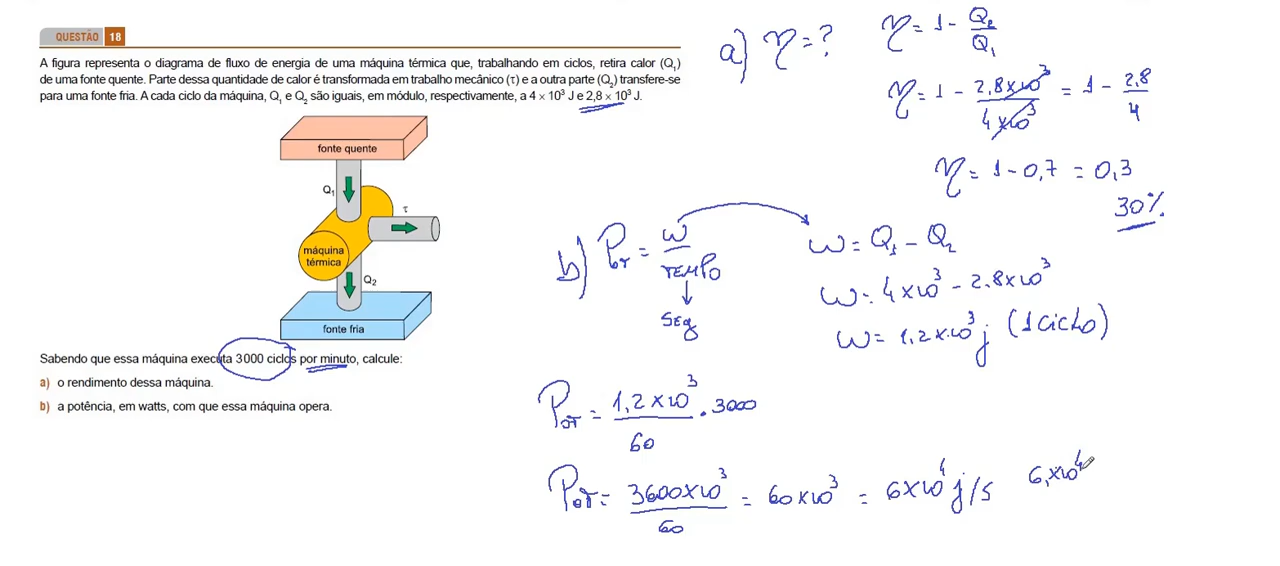 QUESTÃO 18
A figura representa o diagrama de fluxo de energia de uma máquina térmica que, trabalhando em ciclos, retira calor (Q₁)
de uma fonte quente. Parte dessa quantidade de calor é transformada em trabalho mecânico (τ) e a outra parte (Q₂) transfere-se
para uma fonte fria. A cada ciclo da máquina, Q₁ e Q₂ são iguais, em módulo, respectivamente, a 4 × 10³ J e 2,8 × 10³ J.
fonte quente
Q₁
τ
máquina
térmica
Q₂
fonte fria
Sabendo que essa máquina executa 3000 ciclos por minuto, calcule:
a) o rendimento dessa máquina.
b) a potência, em watts, com que essa máquina opera.
a) η = ?
η = 1 - Q₂/Q₁
η = 1 - 2,8×10³/4×10³ = 1 - 2,8/4
η = 1 - 0,7 = 0,3
30%
b) Pot = W/TEMPO
SEG
W = Q₁ - Q₂
W = 4×10³ - 2.8×10³
W = 1,2×10³ j (1 ciclo)
Pot = 1,2×10³/60 . 3000
Pot = 3600×10³/60 = 60×10³ = 6×10⁴ j/s 6,×10⁴